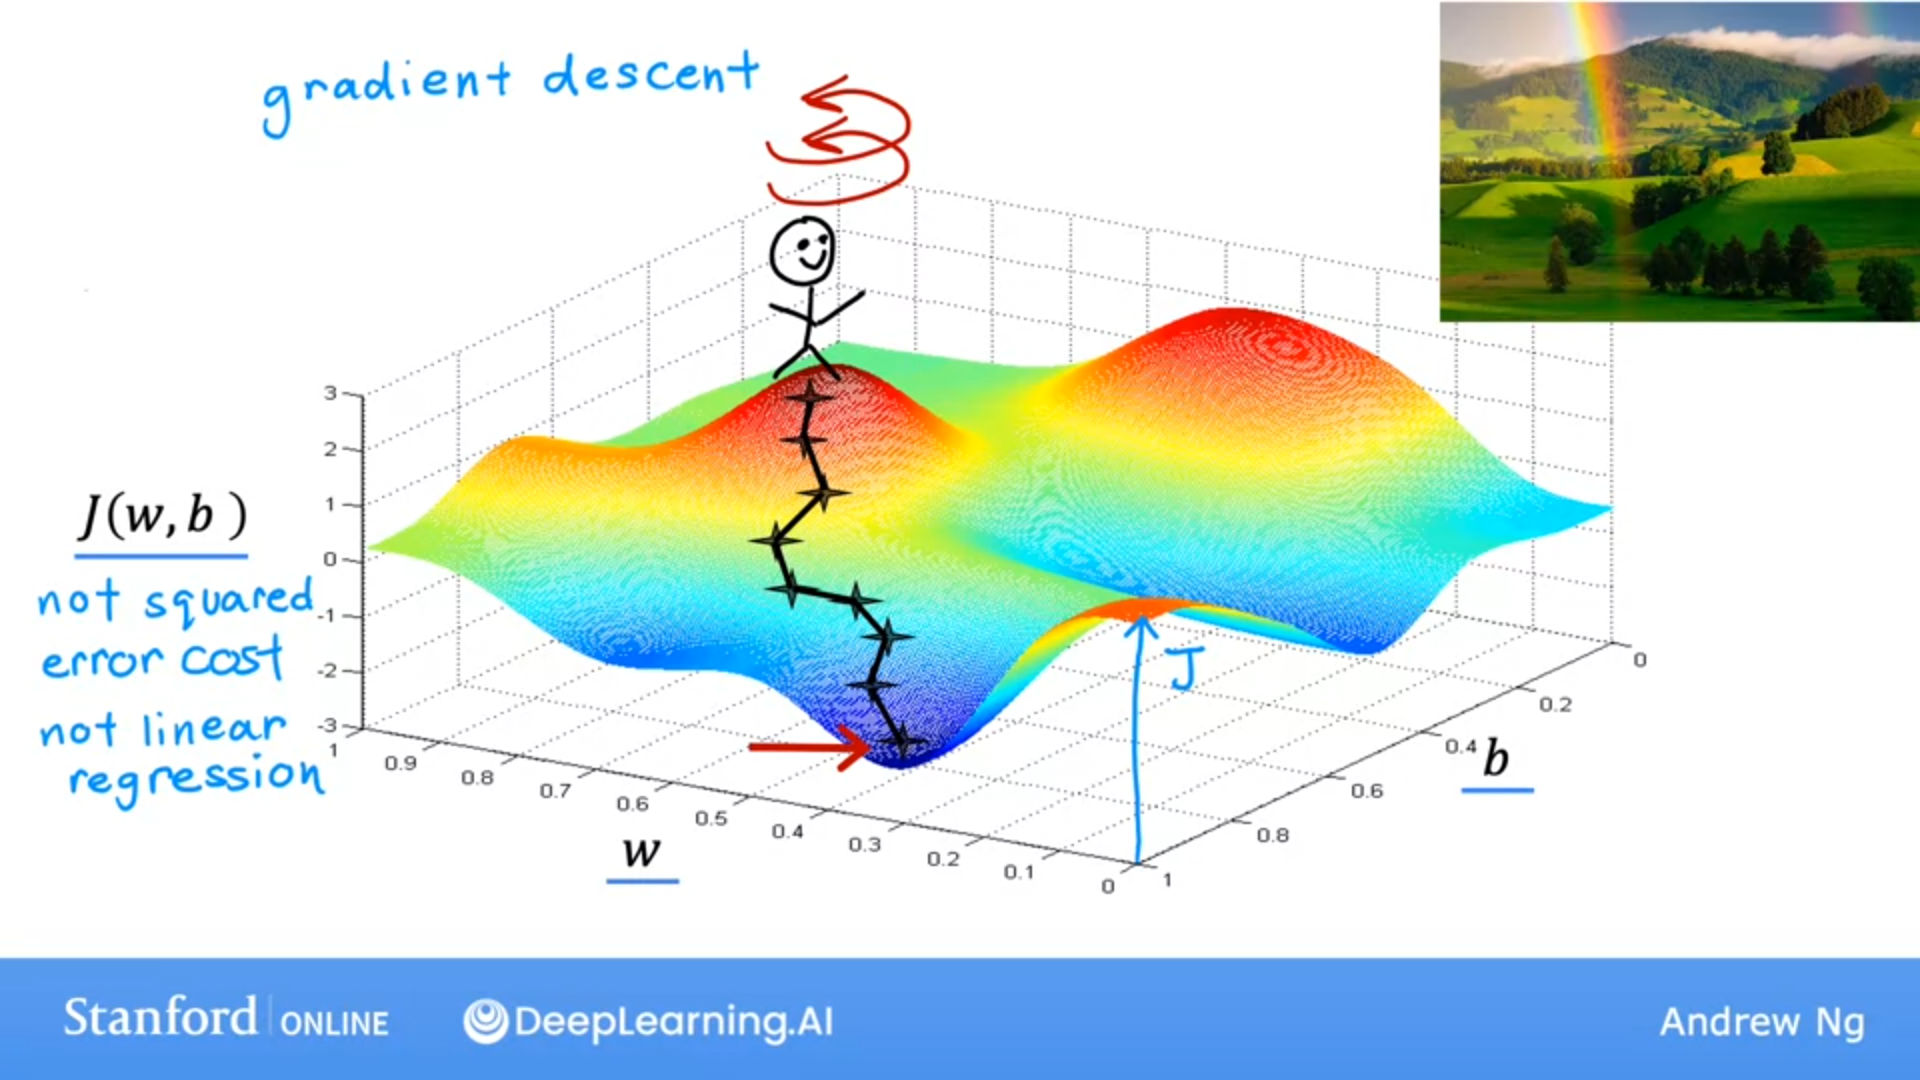 gradient descent
J(w, b )
not squared
error cost
not linear
regression
3
2
1
0
-1
-2
-3
1
0.9
0.8
0.7
0.6
0.5
0.4
0.3
0.2
0.1
0
w
J
0
0.2
0.4
0.6
0.8
1
b
Stanford ONLINE
DeepLearning.AI
Andrew Ng